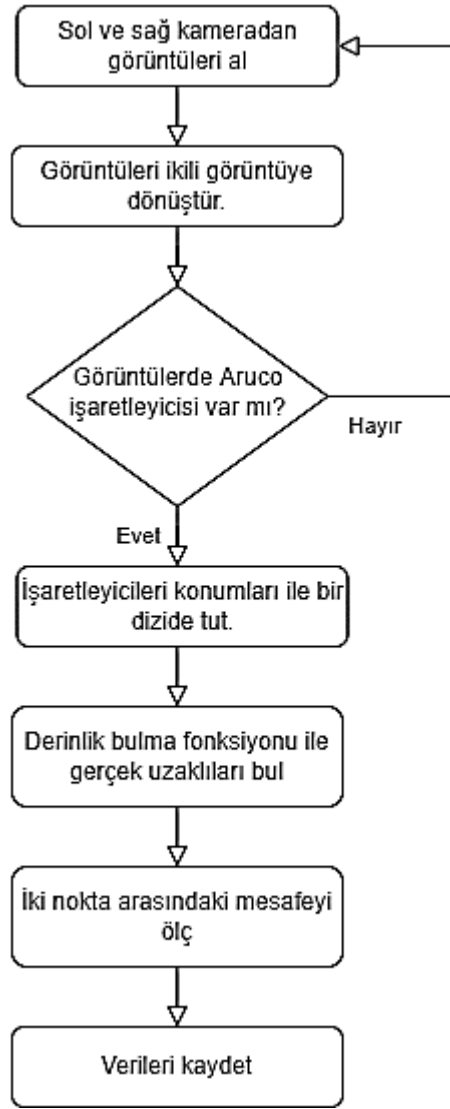 Sol ve sağ kameradan
görüntüleri al
Görüntüleri ikili görüntüye
dönüştür.
Görüntülerde Aruco
işaretleyicisi var mı?
Hayır
Evet
İşaretleyicileri konumları ile bir
dizide tut.
Derinlik bulma fonksiyonu ile
gerçek uzaklıları bul
İki nokta arasındaki mesafeyi
ölç
Verileri kaydet